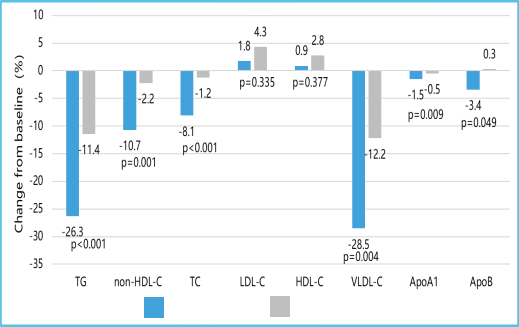 Change from baseline (%)
10
5
0
-5
-10
-15
-20
-25
-30
-35
-26.3
-11.4
p<0.001
-10.7
-2.2
p=0.001
-8.1
-1.2
p<0.001
1.8
4.3
p=0.335
0.9
2.8
p=0.377
-28.5
-12.2
p=0.004
-1.5
-0.5
p=0.009
-3.4
0.3
p=0.049
TG non-HDL-C TC LDL-C HDL-C VLDL-C ApoA1 ApoB